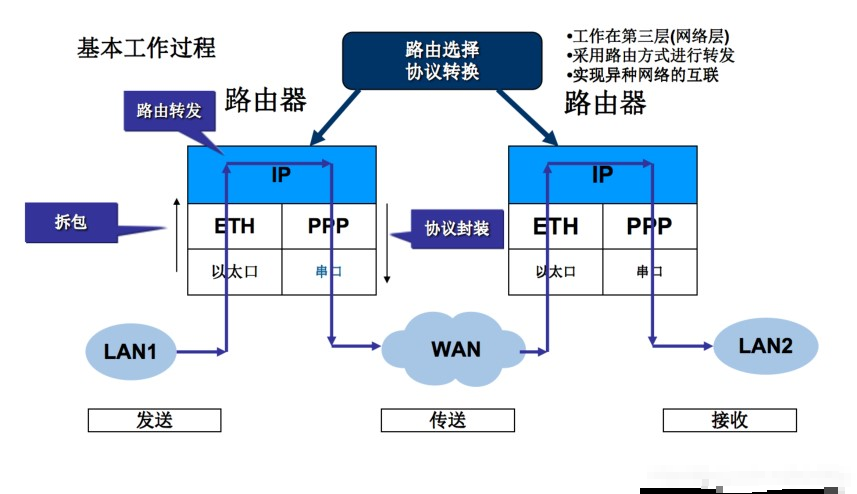 基本工作过程
路由选择
协议转换
•工作在第三层(网络层)
•采用路由方式进行转发
•实现异种网络的互联
路由转发
路由器
路由器
IP
IP
拆包
ETH
PPP
协议封装
ETH
PPP
以太口
串口
以太口
串口
LAN1
WAN
LAN2
发送
传送
接收